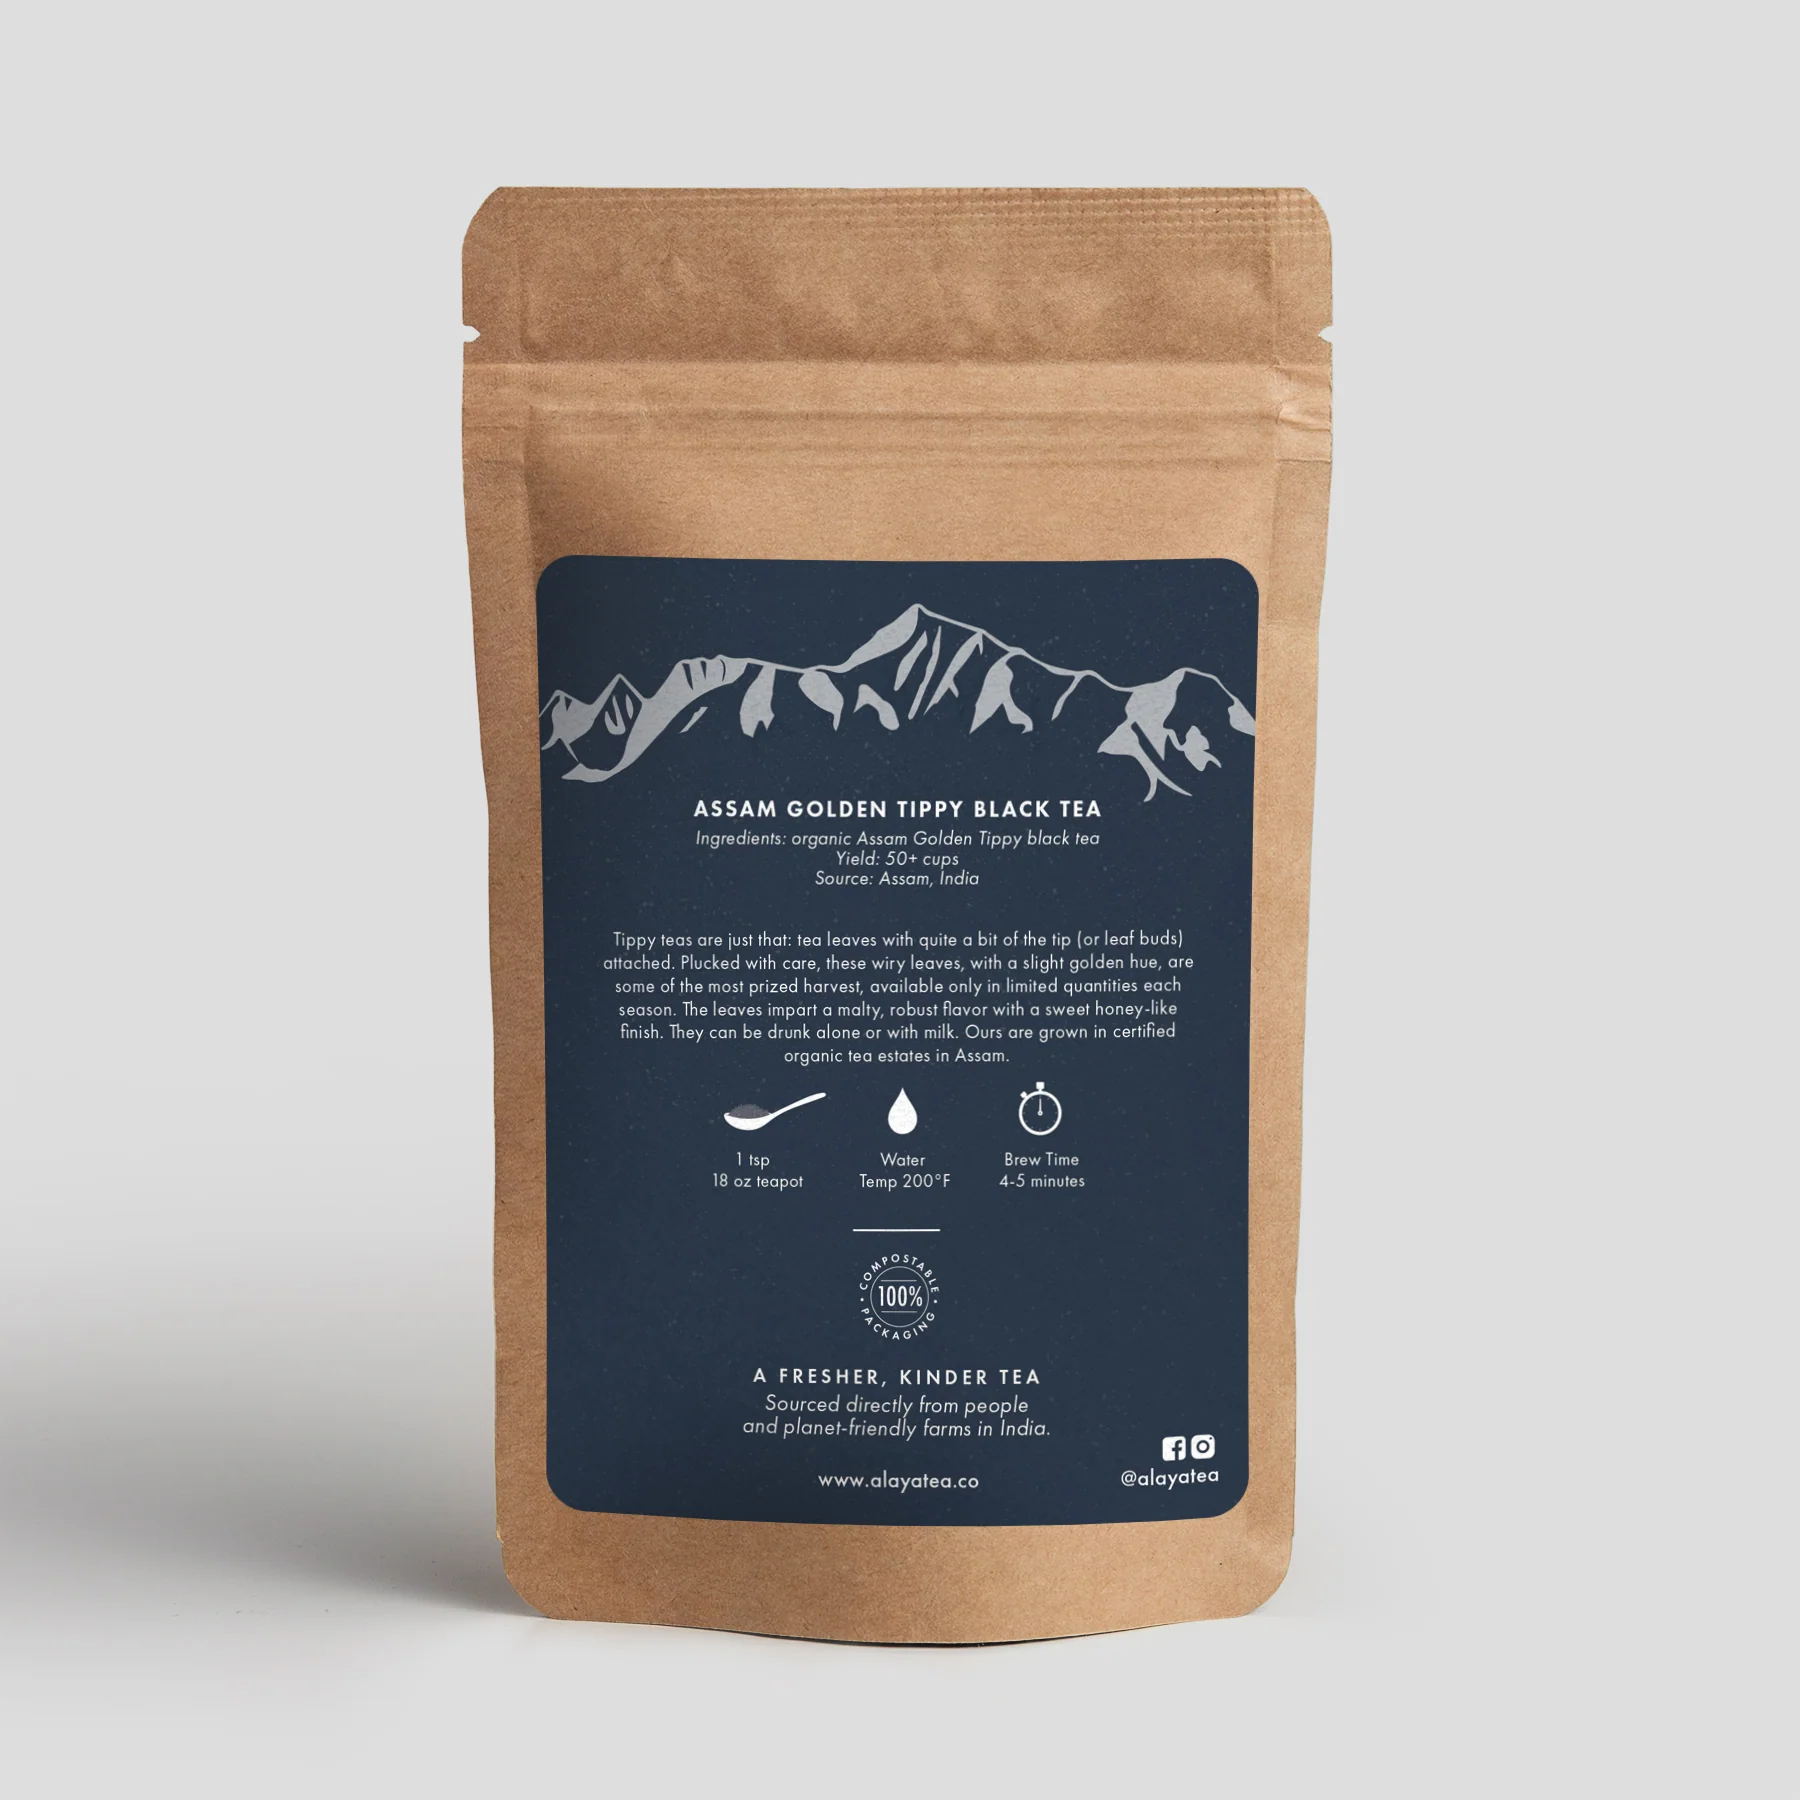 ASSAM GOLDEN TIPPY BLACK TEA
Ingredients: organic Assam Golden Tippy black tea
Yield: 50+ cups
Source: Assam, India
Tippy teas are just that: tea leaves with quite a bit of the tip (or leaf buds)
attached. Plucked with care, these wiry leaves, with a slight golden hue, are
some of the most prized harvest, available only in limited quantities each
season. The leaves impart a malty, robust flavor with a sweet honey-like
finish. They can be drunk alone or with milk. Ours are grown in certified
organic tea estates in Assam.
1 tsp
18 oz teapot
Water
Temp 200°F
Brew Time
4-5 minutes
COMPOSTABLE
100%
PACKAGING
A FRESHER, KINDER TEA
Sourced directly from people
and planet-friendly farms in India.
www.alayatea.co
@alayatea